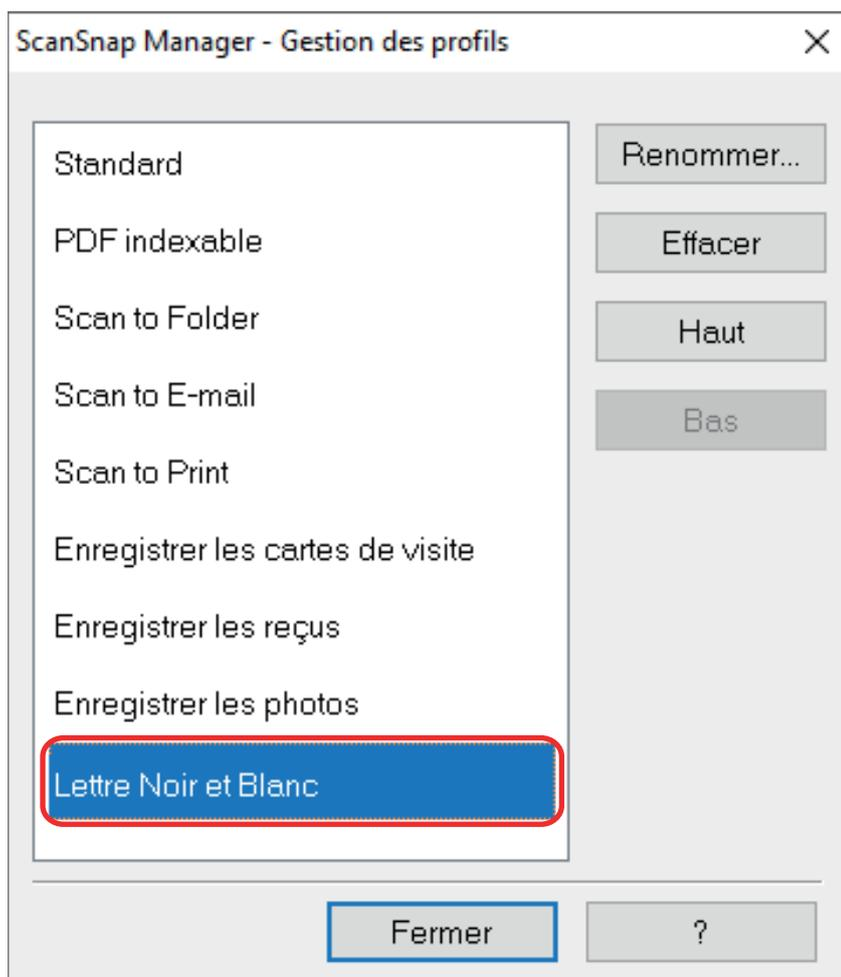 ScanSnap Manager - Gestion des profils
Standard
PDF indexable
Scan to Folder
Scan to E-mail
Scan to Print
Enregistrer les cartes de visite
Enregistrer les reçus
Enregistrer les photos
Lettre Noir et Blanc
Renommer...
Effacer
Haut
Bas
Fermer
?